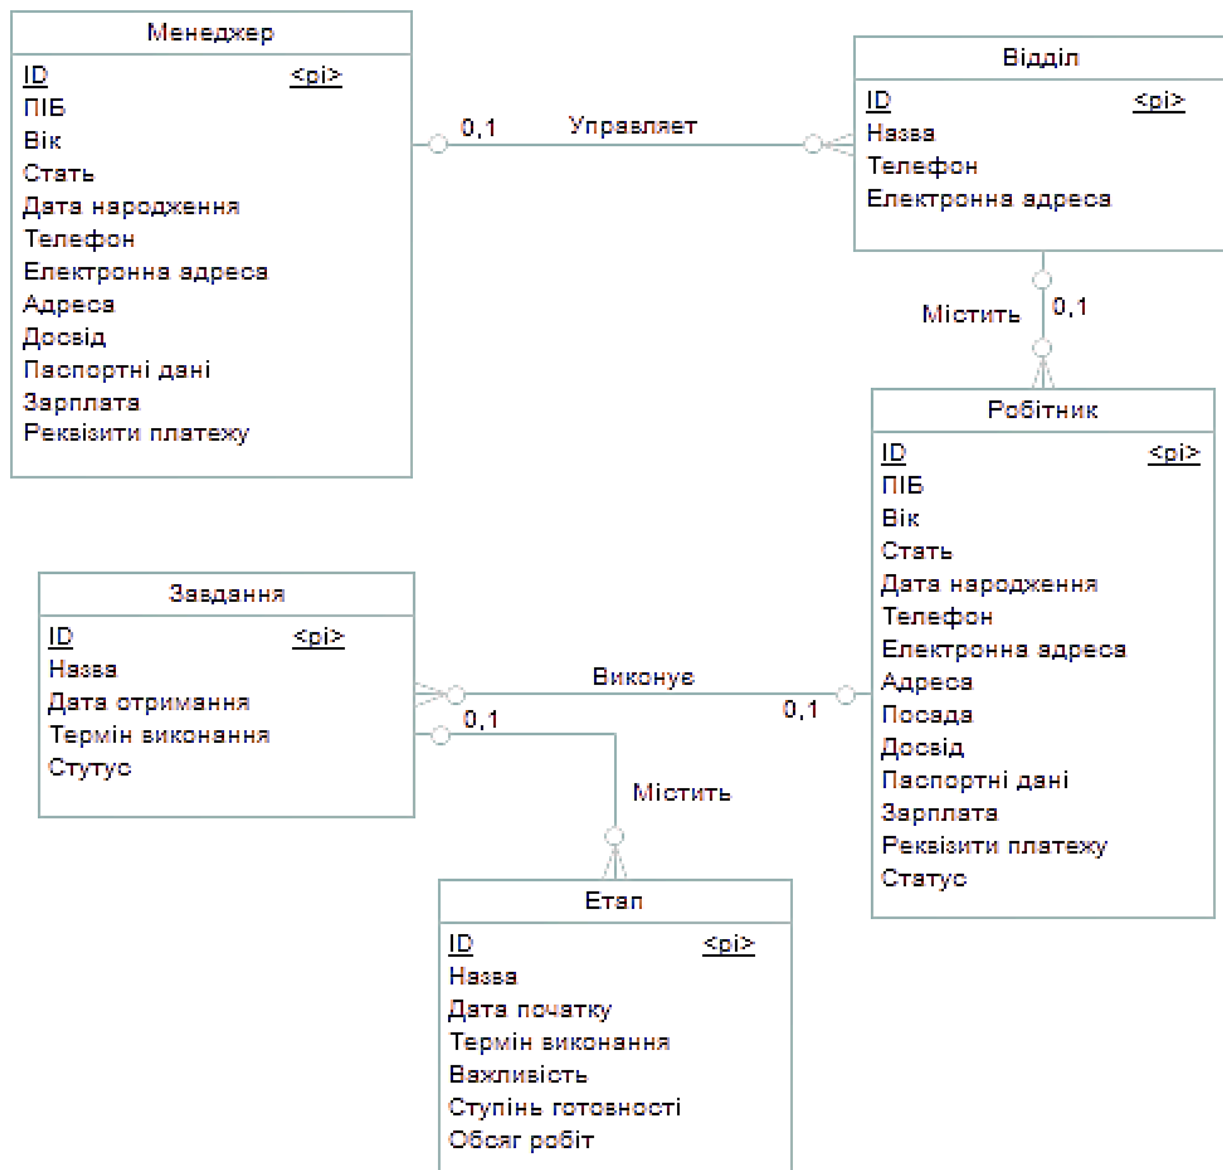 Менеджер
ID <pi>
ПІБ
Вік
Стать
Дата народження
Телефон
Електронна адреса
Адреса
Досвід
Паспортні дані
Зарплата
Реквізити платежу
0,1
Управляет
Відділ
ID <pi>
Назва
Телефон
Електронна адреса
Містить
0,1
Робітник
ID <pi>
ПІБ
Вік
Стать
Дата народження
Телефон
Електронна адреса
Адреса
Посада
Досвід
Паспортні дані
Зарплата
Реквізити платежу
Статус
Завдання
ID <pi>
Назва
Дата отримання
Термін виконання
Стутус
Виконує
0,1
0,1
Містить
Етап
ID <pi>
Назва
Дата початку
Термін виконання
Важливість
Ступінь готовності
Обсяг робіт